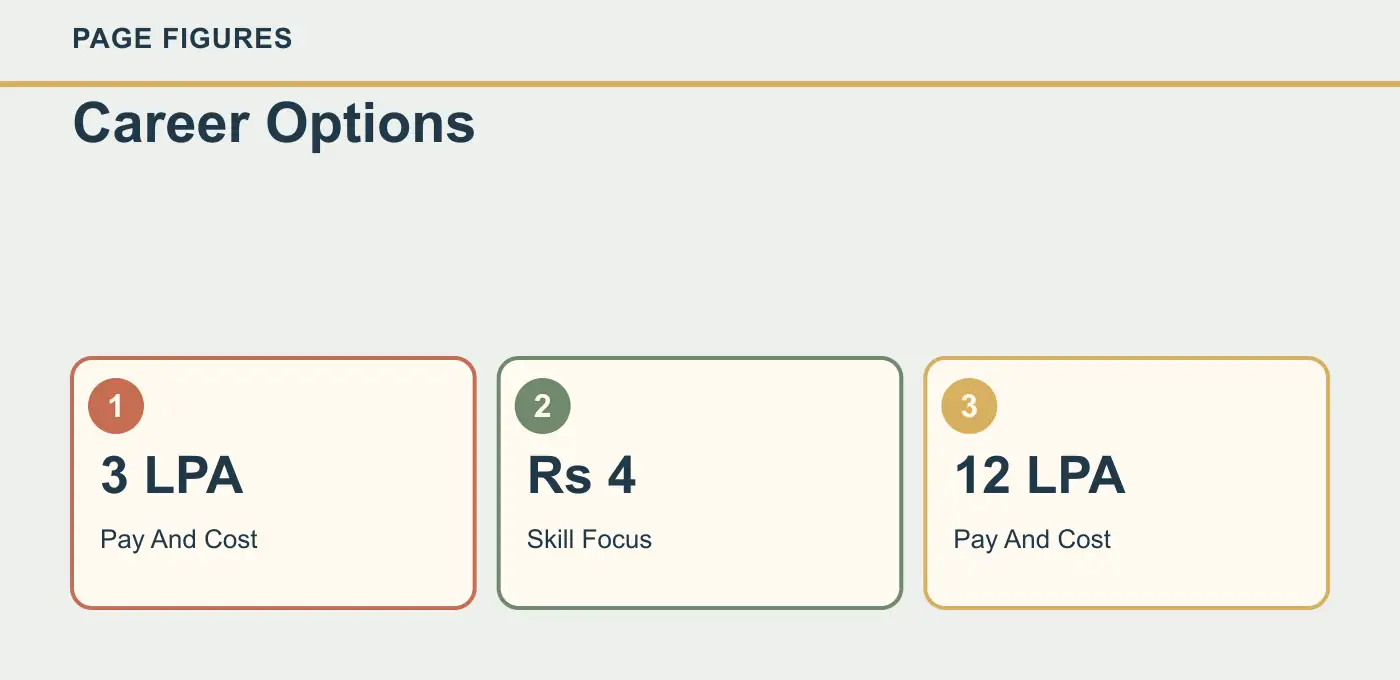 PAGE FIGURES
Career Options
1
3 LPA
Pay And Cost
2
Rs 4
Skill Focus
3
12 LPA
Pay And Cost